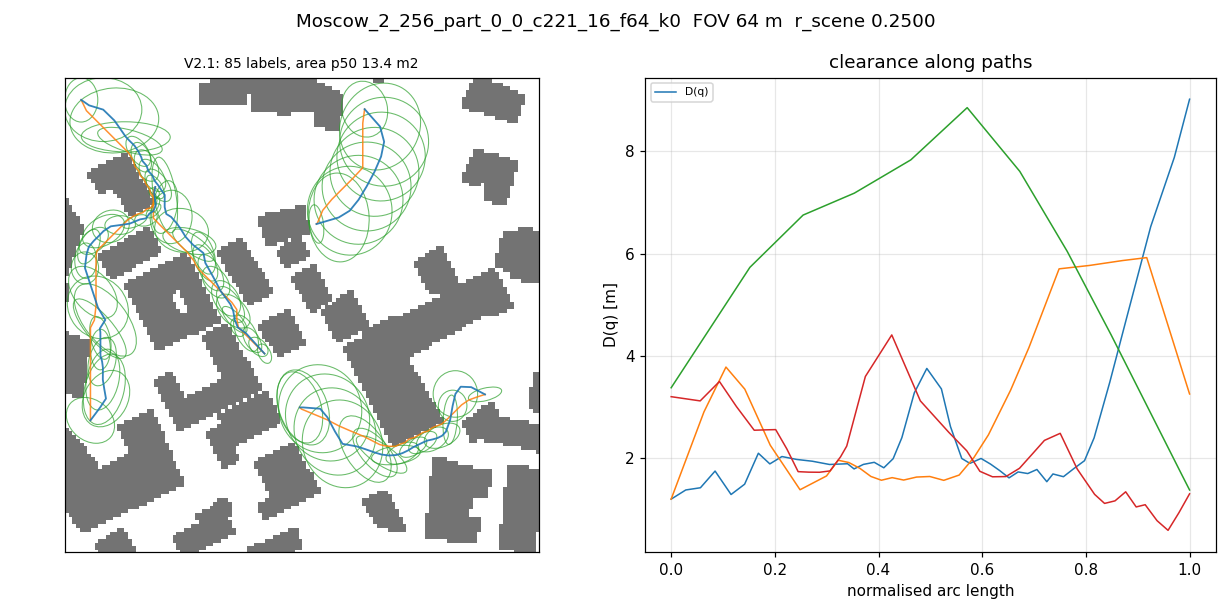 Moscow_2_256_part_0_0_c221_16_f64_k0  FOV 64 m  r_scene 0.2500
V2.1: 85 labels, area p50 13.4 m2
clearance along paths
D(q)
D(q) [m]
8
6
4
2
0.0 0.2 0.4 0.6 0.8 1.0
normalised arc length